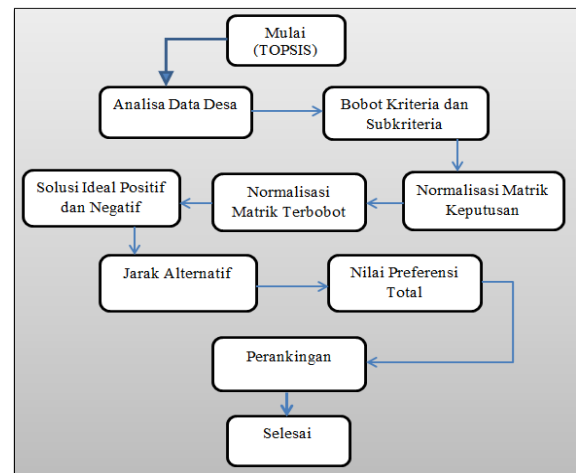 Mulai
(TOPSIS)
Analisa Data Desa
Bobot Kriteria dan
Subkriteria
Normalisasi Matrik
Keputusan
Normalisasi
Matrik Terbobot
Solusi Ideal Positif
dan Negatif
Jarak Alternatif
Nilai Preferensi
Total
Perankingan
Selesai